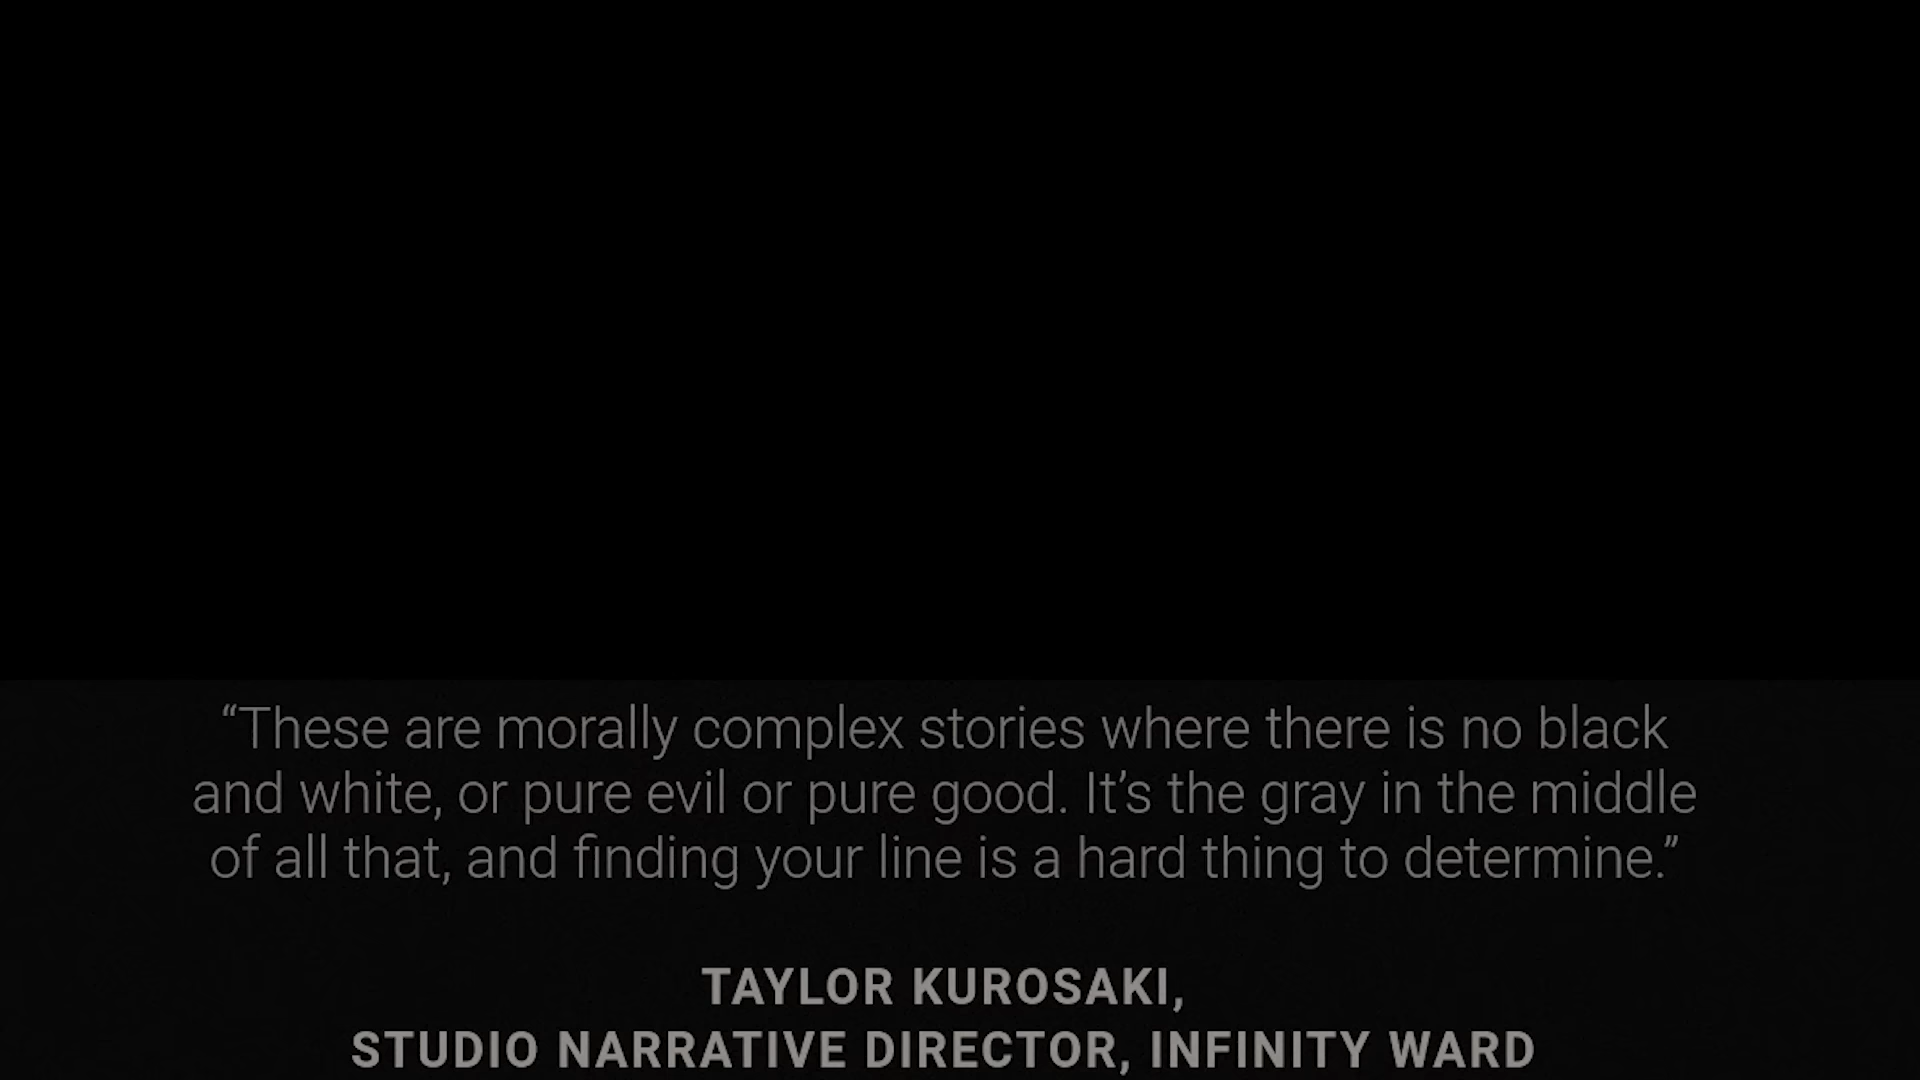 “These are morally complex stories where there is no black
and white, or pure evil or pure good. It’s the gray in the middle
of all that, and finding your line is a hard thing to determine.”
TAYLOR KUROSAKI,
STUDIO NARRATIVE DIRECTOR, INFINITY WARD